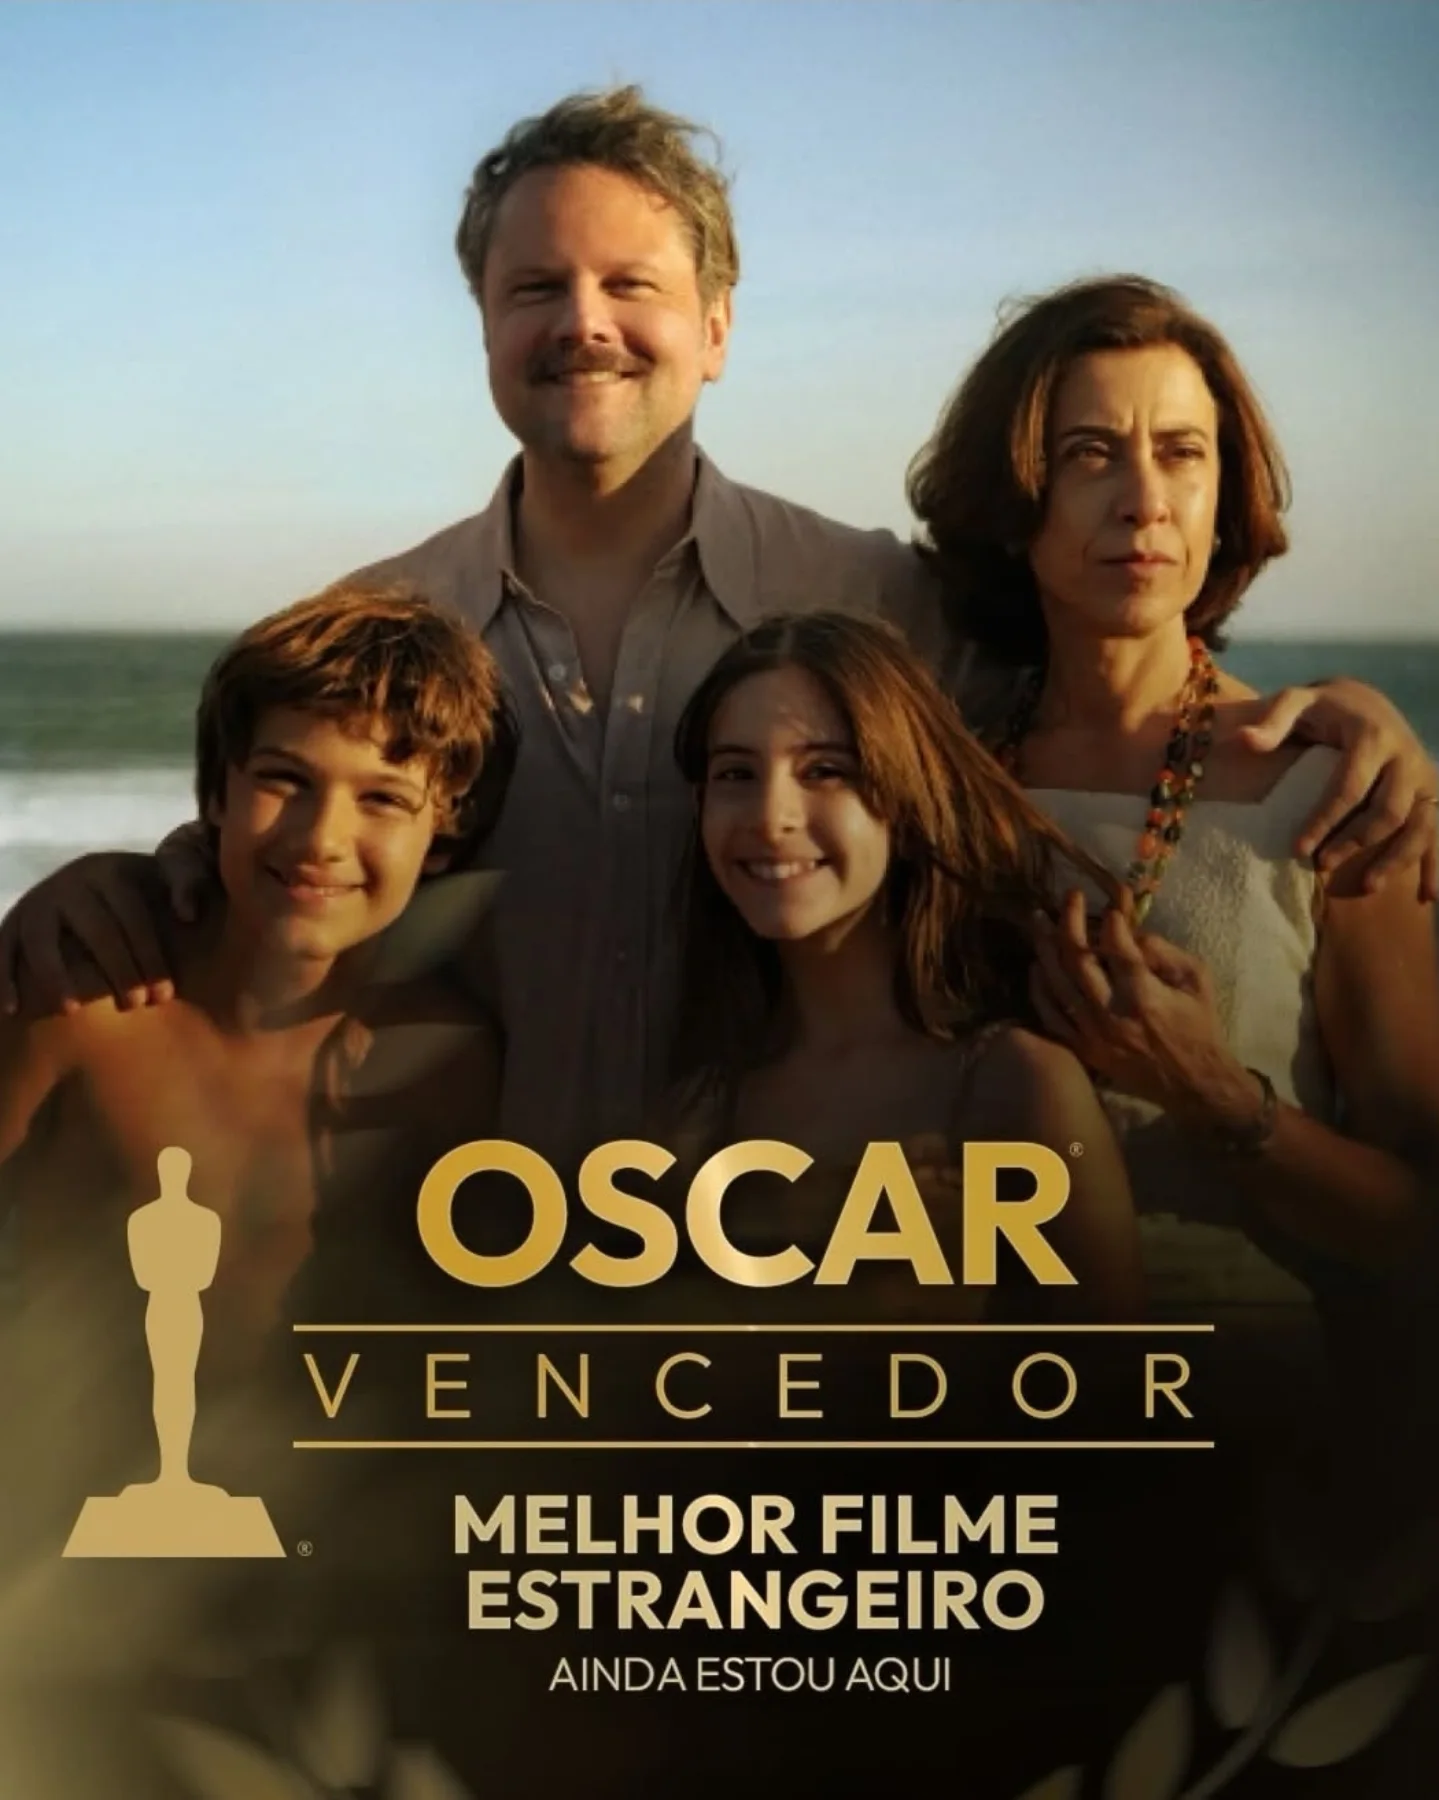 OSCAR®
VENCEDOR
®
MELHOR FILME
ESTRANGEIRO
AINDA ESTOU AQUI